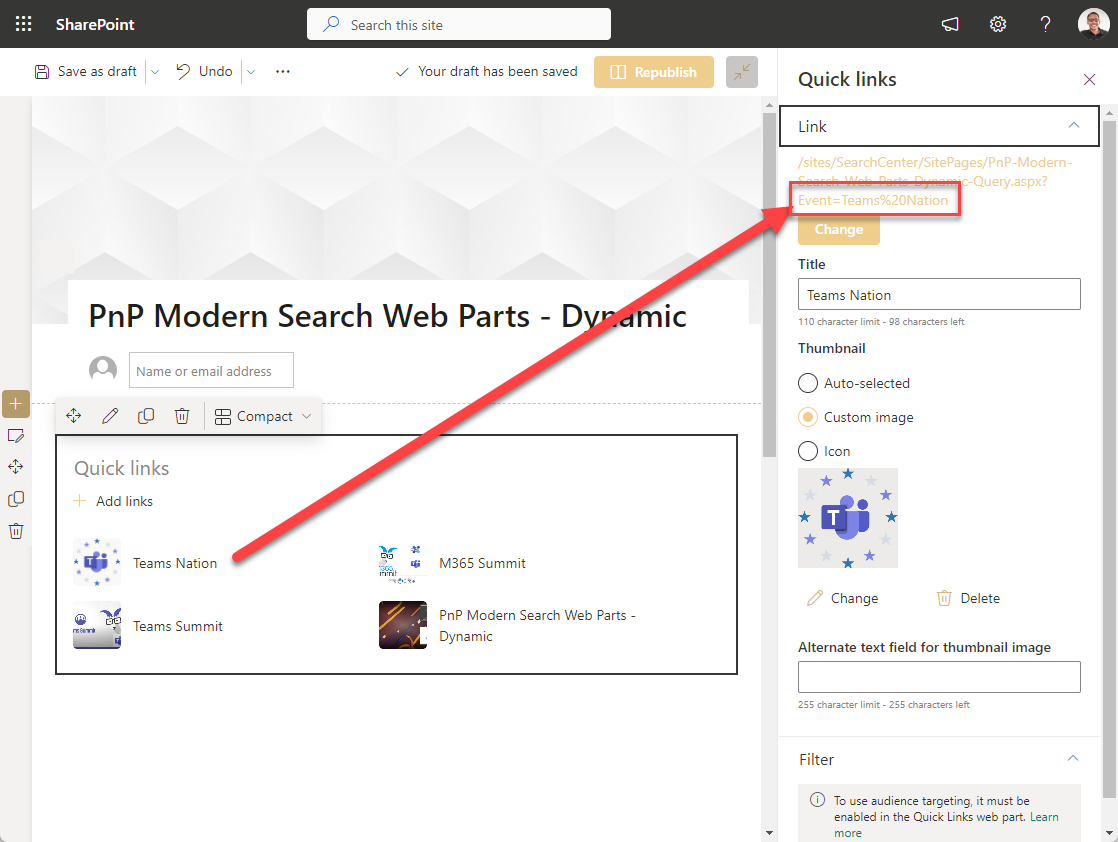 SharePoint
Search this site
Save as draft
Undo
Your draft has been saved
Republish
PnP Modern Search Web Parts - Dynamic
Name or email address
Compact
Quick links
Add links
Teams Nation
M365 Summit
Teams Summit
PnP Modern Search Web Parts -
Dynamic
Quick links
Link
/sites/SearchCenter/SitePages/PnP-Modern-
Search-Web-Parts-Dynamic-Query.aspx?
Event=Teams%20Nation
Change
Title
Teams Nation
110 character limit - 98 characters left
Thumbnail
Auto-selected
Custom image
Icon
T
Change
Delete
Alternate text field for thumbnail image
255 character limit - 255 characters left
Filter
To use audience targeting, it must be
enabled in the Quick Links web part. Learn
more